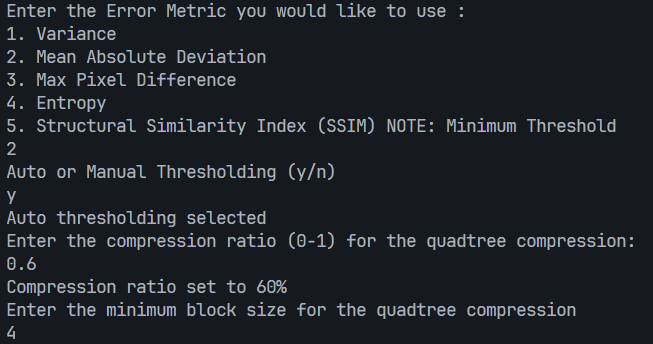 Enter the Error Metric you would like to use :
1. Variance
2. Mean Absolute Deviation
3. Max Pixel Difference
4. Entropy
5. Structural Similarity Index (SSIM) NOTE: Minimum Threshold
2
Auto or Manual Thresholding (y/n)
y
Auto thresholding selected
Enter the compression ratio (0-1) for the quadtree compression:
0.6
Compression ratio set to 60%
Enter the minimum block size for the quadtree compression
4